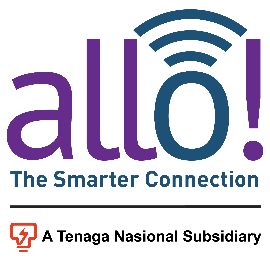 allo!
The Smarter Connection
A Tenaga Nasional Subsidiary